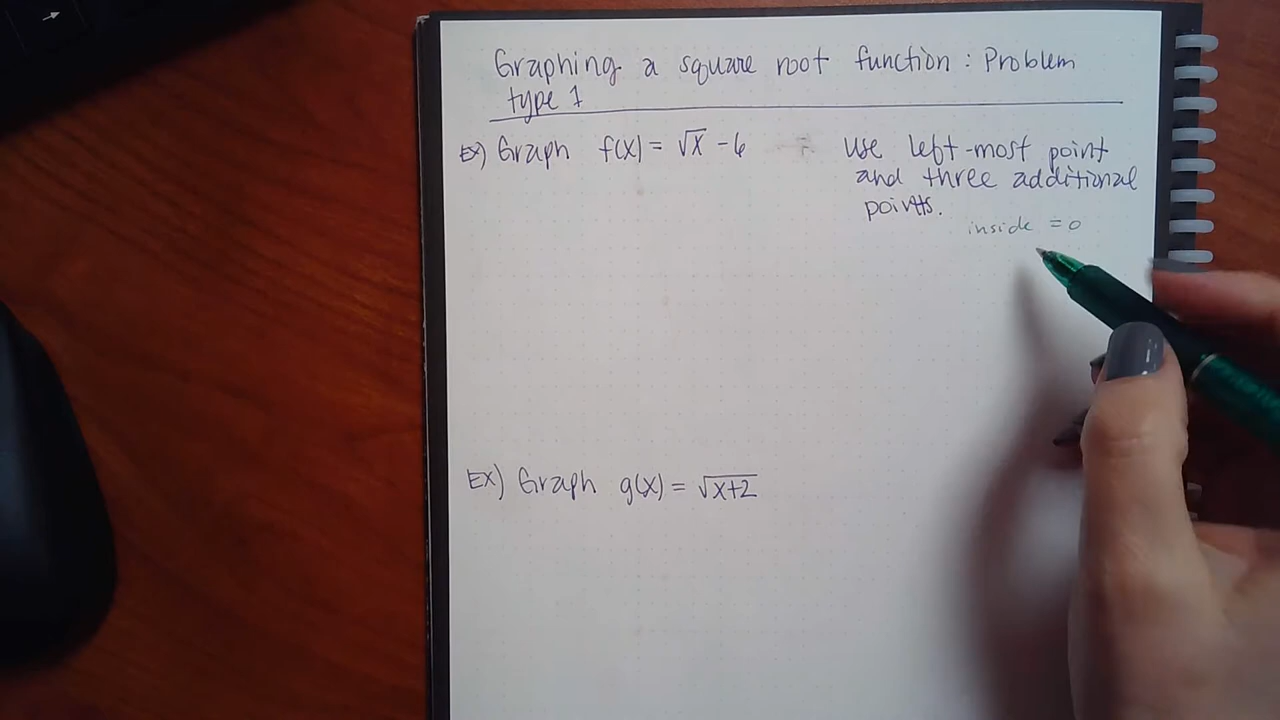 Graphing a square root function : Problem
type 1
Ex) Graph f(x) = √x - 6
Use left-most point
and three additional
points.
inside = 0
Ex) Graph g(x) = √(x+2)